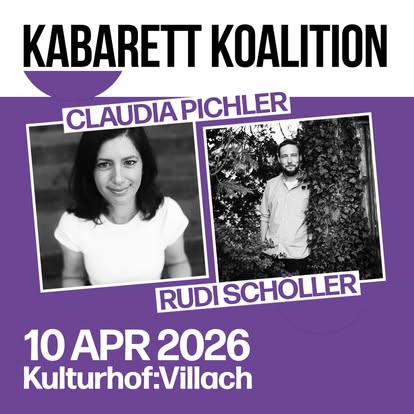 KABARETT KOALITION
CLAUDIA PICHLER
RUDI SCHÖLLER
10 APR 2026
Kulturhof:Villach